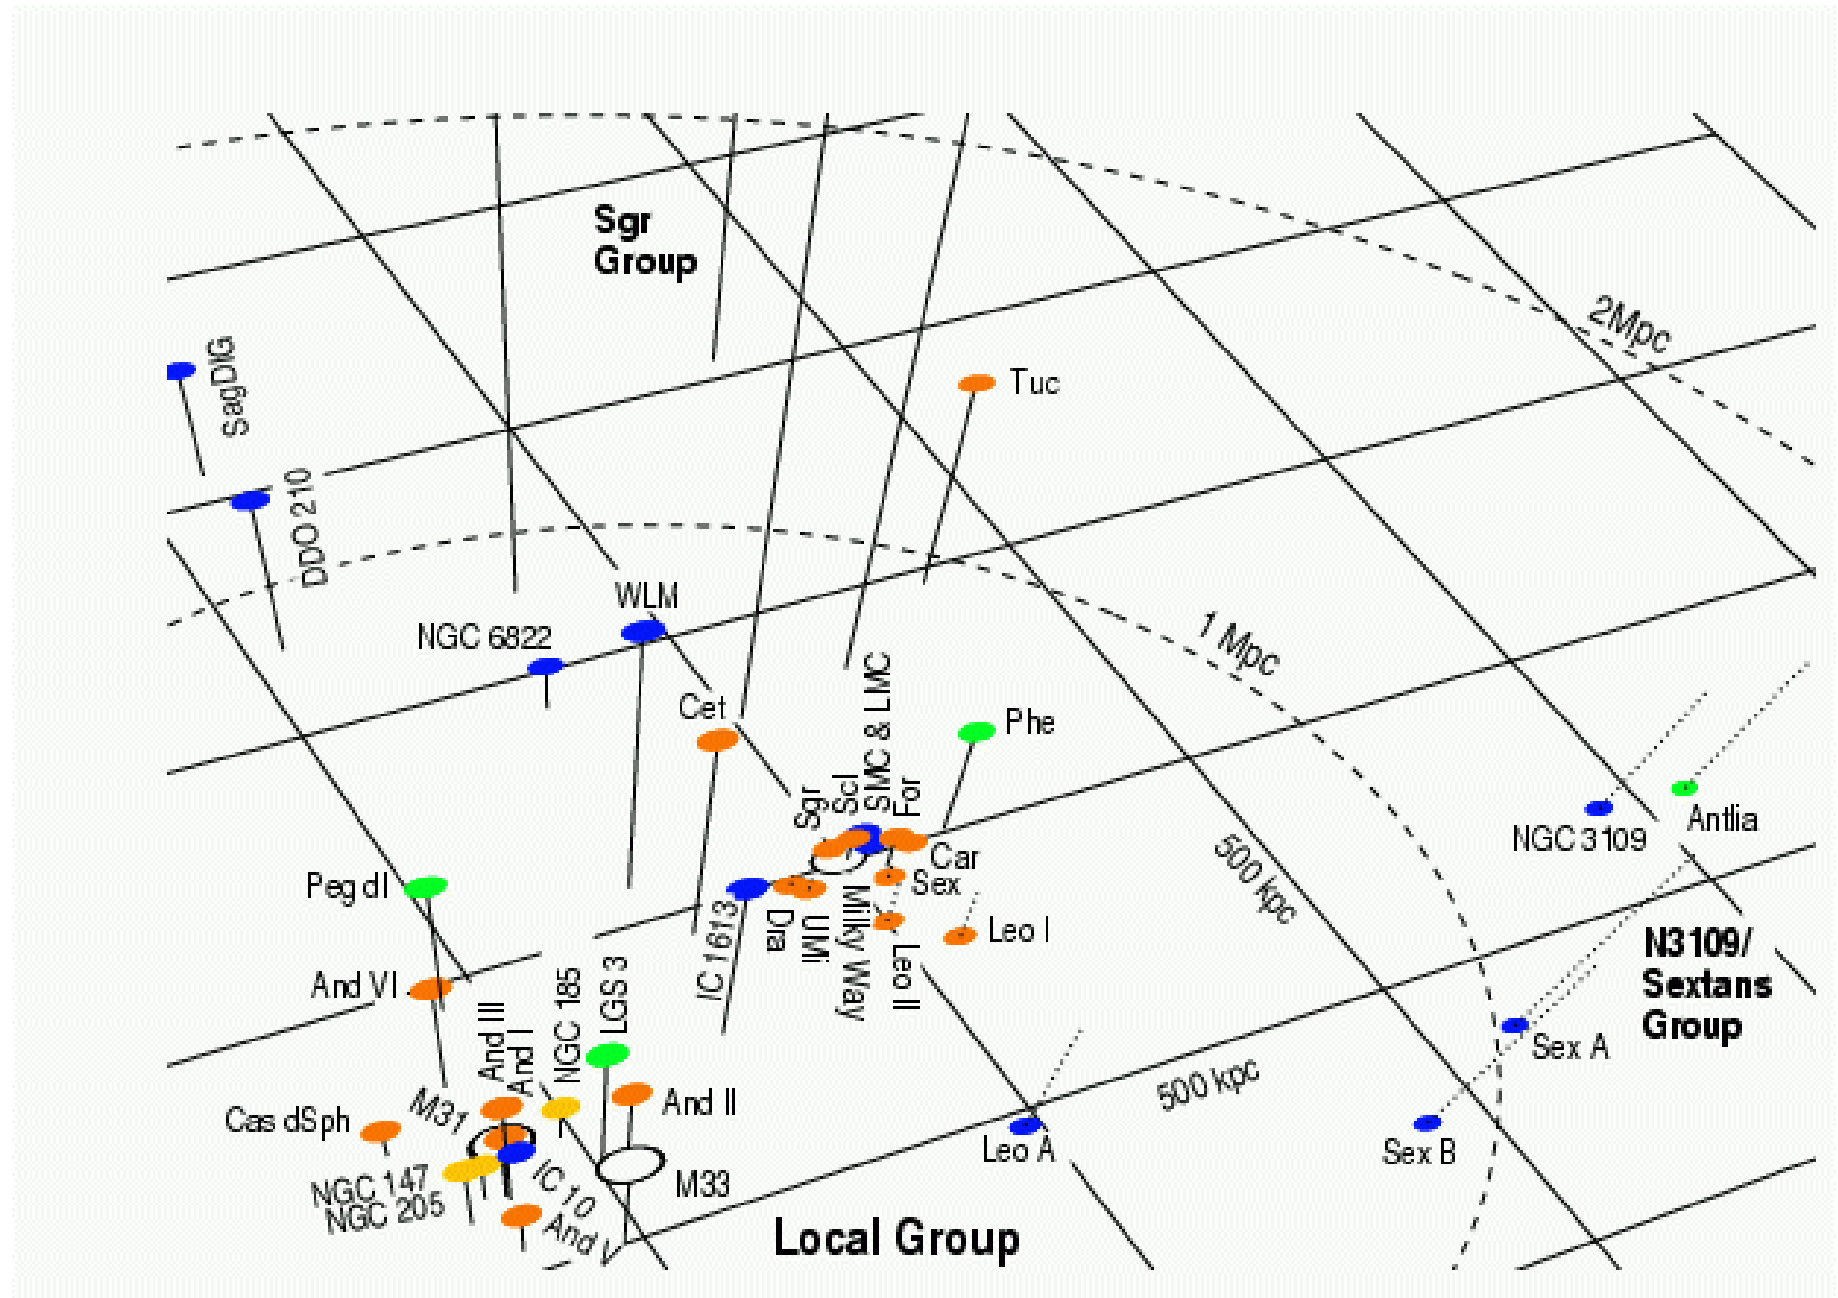 Sgr
Group
2Mpc
SagDIG
Tuc
DDO 210
WLM
NGC 6822
1 Mpc
Cet
SMC & LMC
Phe
Sgr
Scl
For
NGC 3109
Antlia
Car
Sex
500 kpc
Peg dI
IC 1613
Dra
UMi
Milky Way
Leo II
Leo I
N3109/
Sextans
Group
And VI
And III
And I
NGC 185
LGS 3
Sex A
500 kpc
M31
And II
Cas dSph
Leo A
Sex B
NGC 147
NGC 205
IC 10
M33
And V
Local Group